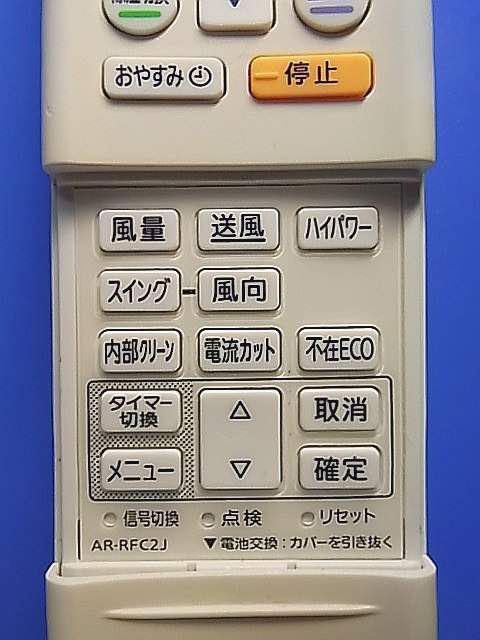 おやすみ 停止
風量 送風 ハイパワー
スイング 風向
内部クリーン 電流カット 不在ECO
タイマー
切換
△ 取消
メニュー ▽ 確定
信号切換 点検 リセット
AR-RFC2J ▼電池交換:カバーを引き抜く